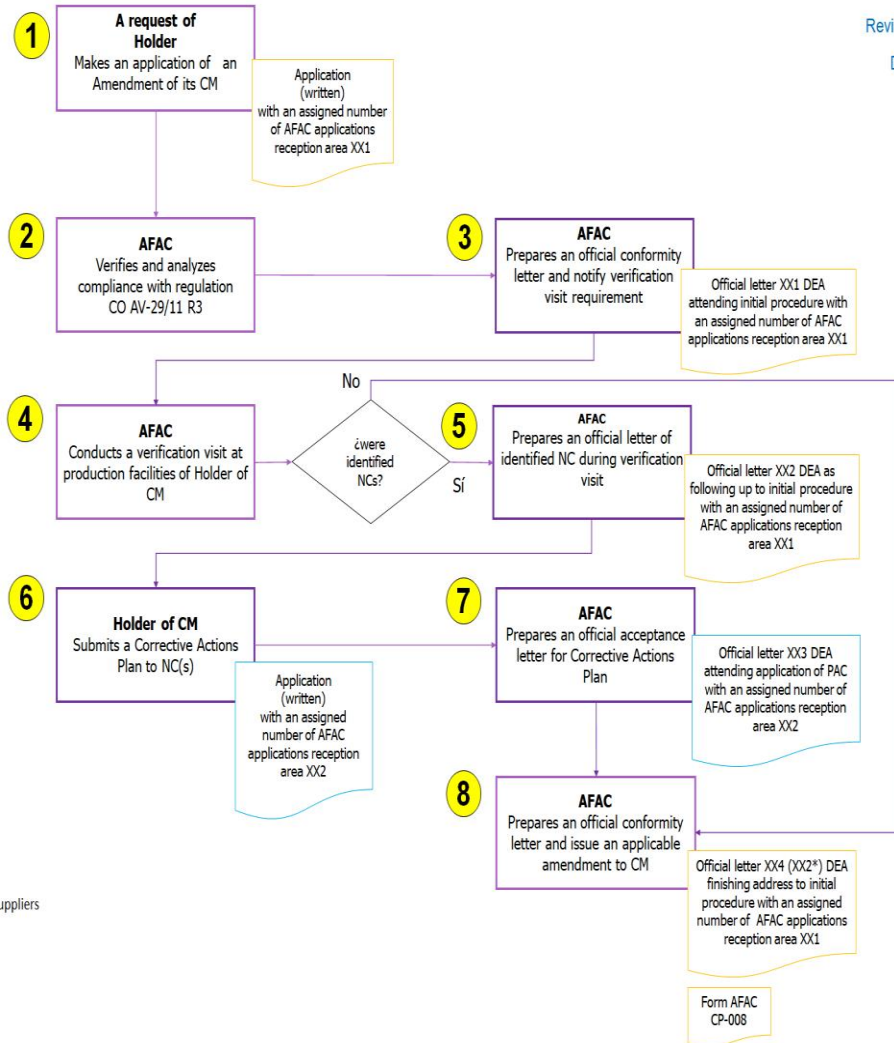 1
A request of
Holder
Makes an application of an
Amendment of its CM
Application
(written)
with an assigned number
of AFAC applications
reception area XX1
2
AFAC
Verifies and analyzes
compliance with regulation
CO AV-29/11 R3
3
AFAC
Prepares an official conformity
letter and notify verification
visit requirement
Official letter XX1 DEA
attending initial procedure with
an assigned number of AFAC
applications reception area XX1
4
AFAC
Conducts a verification visit at
production facilities of Holder of
CM
No
¿were
identified
NCs?
Sí
5
AFAC
Prepares an official letter of
identified NC during verification
visit
Official letter XX2 DEA as
following up to initial procedure
with an assigned number of
AFAC applications reception
area XX1
6
Holder of CM
Submits a Corrective Actions
Plan to NC(s)
Application
(written)
with an assigned
number of AFAC
applications reception
area XX2
7
AFAC
Prepares an official acceptance
letter for Corrective Actions
Plan
Official letter XX3 DEA
attending application of PAC
with an assigned number of
AFAC applications reception
area XX2
8
AFAC
Prepares an official conformity
letter and issue an applicable
amendment to CM
Official letter XX4 (XX2*) DEA
finishing address to initial
procedure with an assigned
number of AFAC applications
reception area XX1
Form AFAC
CP-008